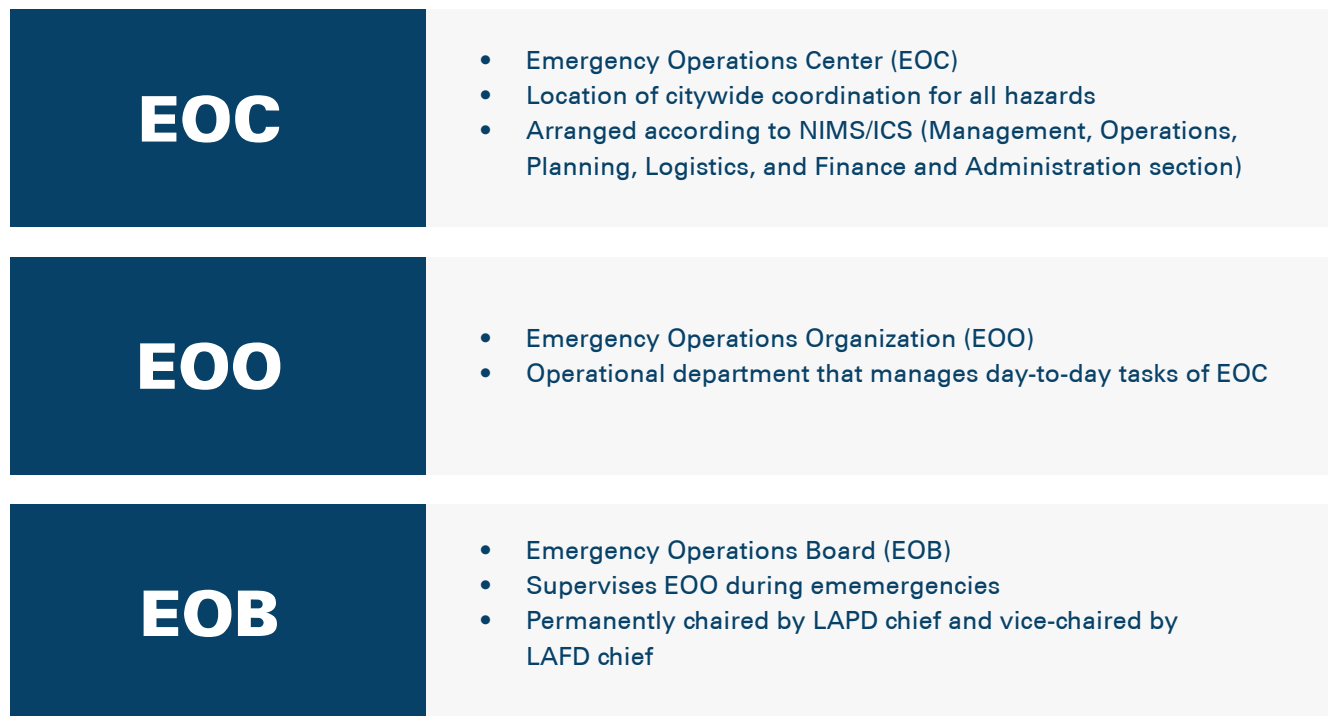 EOC
• Emergency Operations Center (EOC)
• Location of citywide coordination for all hazards
• Arranged according to NIMS/ICS (Management, Operations,
Planning, Logistics, and Finance and Administration section)
EOO
• Emergency Operations Organization (EOO)
• Operational department that manages day-to-day tasks of EOC
EOB
• Emergency Operations Board (EOB)
• Supervises EOO during ememergencies
• Permanently chaired by LAPD chief and vice-chaired by
LAFD chief